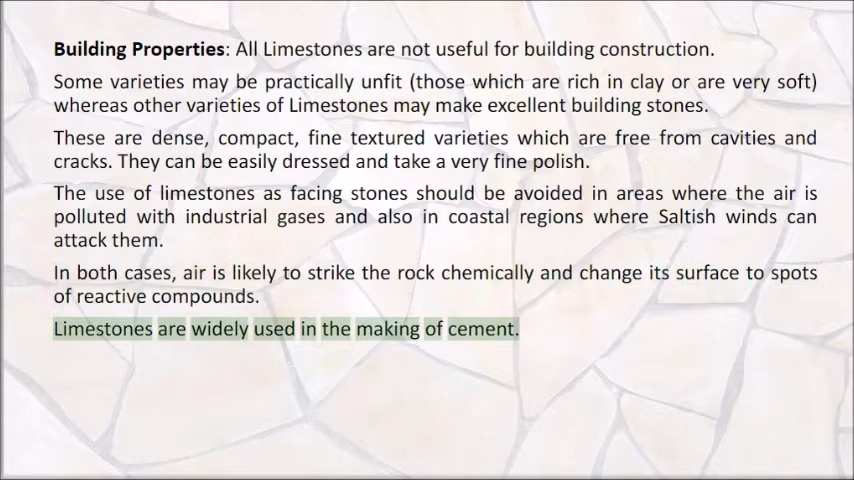 Building Properties: All Limestones are not useful for building construction.
Some varieties may be practically unfit (those which are rich in clay or are very soft)
whereas other varieties of Limestones may make excellent building stones.
These are dense, compact, fine textured varieties which are free from cavities and
cracks. They can be easily dressed and take a very fine polish.
The use of limestones as facing stones should be avoided in areas where the air is
polluted with industrial gases and also in coastal regions where Saltish winds can
attack them.
In both cases, air is likely to strike the rock chemically and change its surface to spots
of reactive compounds.
Limestones are widely used in the making of cement.